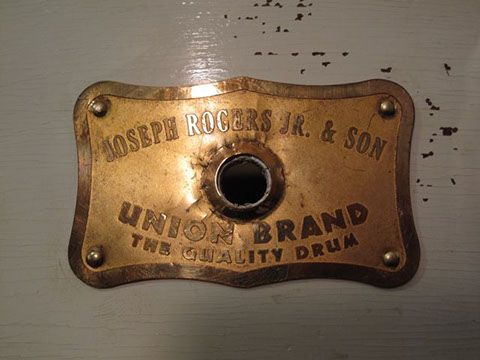 JOSEPH ROGERS JR. & SON
UNION BRAND
THE QUALITY DRUM